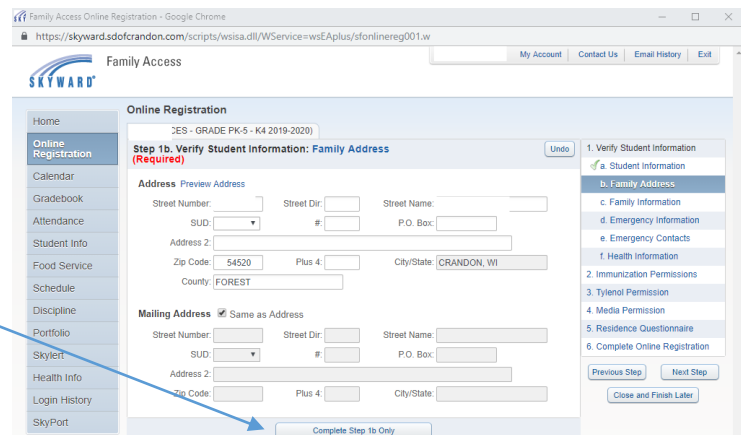 Family Access Online Registration - Google Chrome
https://skyward.sdofcrandon.com/scripts/wsisa.dll/WService=wsEAplus/sfonlinereg001.w
SKYWARD®
Family Access
My Account Contact Us Email History Exit
Home
Online Registration
Calendar
Gradebook
Attendance
Student Info
Food Service
Schedule
Discipline
Portfolio
Skylert
Health Info
Login History
SkyPort
Online Registration
CES - GRADE PK-5 - K4 2019-2020)
Step 1b. Verify Student Information: Family Address
(Required)
Undo
Address Preview Address
Street Number: Street Dir: Street Name:
SUD: #: P.O. Box:
Address 2:
Zip Code: 54520 Plus 4: City/State: CRANDON, WI
County: FOREST
Mailing Address Same as Address
Street Number: Street Dir: Street Name:
SUD: #: P.O. Box:
Address 2:
Zip Code: Plus 4: City/State:
Complete Step 1b Only
1. Verify Student Information
a. Student Information
b. Family Address
c. Family Information
d. Emergency Information
e. Emergency Contacts
f. Health Information
2. Immunization Permissions
3. Tylenol Permission
4. Media Permission
5. Residence Questionnaire
6. Complete Online Registration
Previous Step Next Step
Close and Finish Later